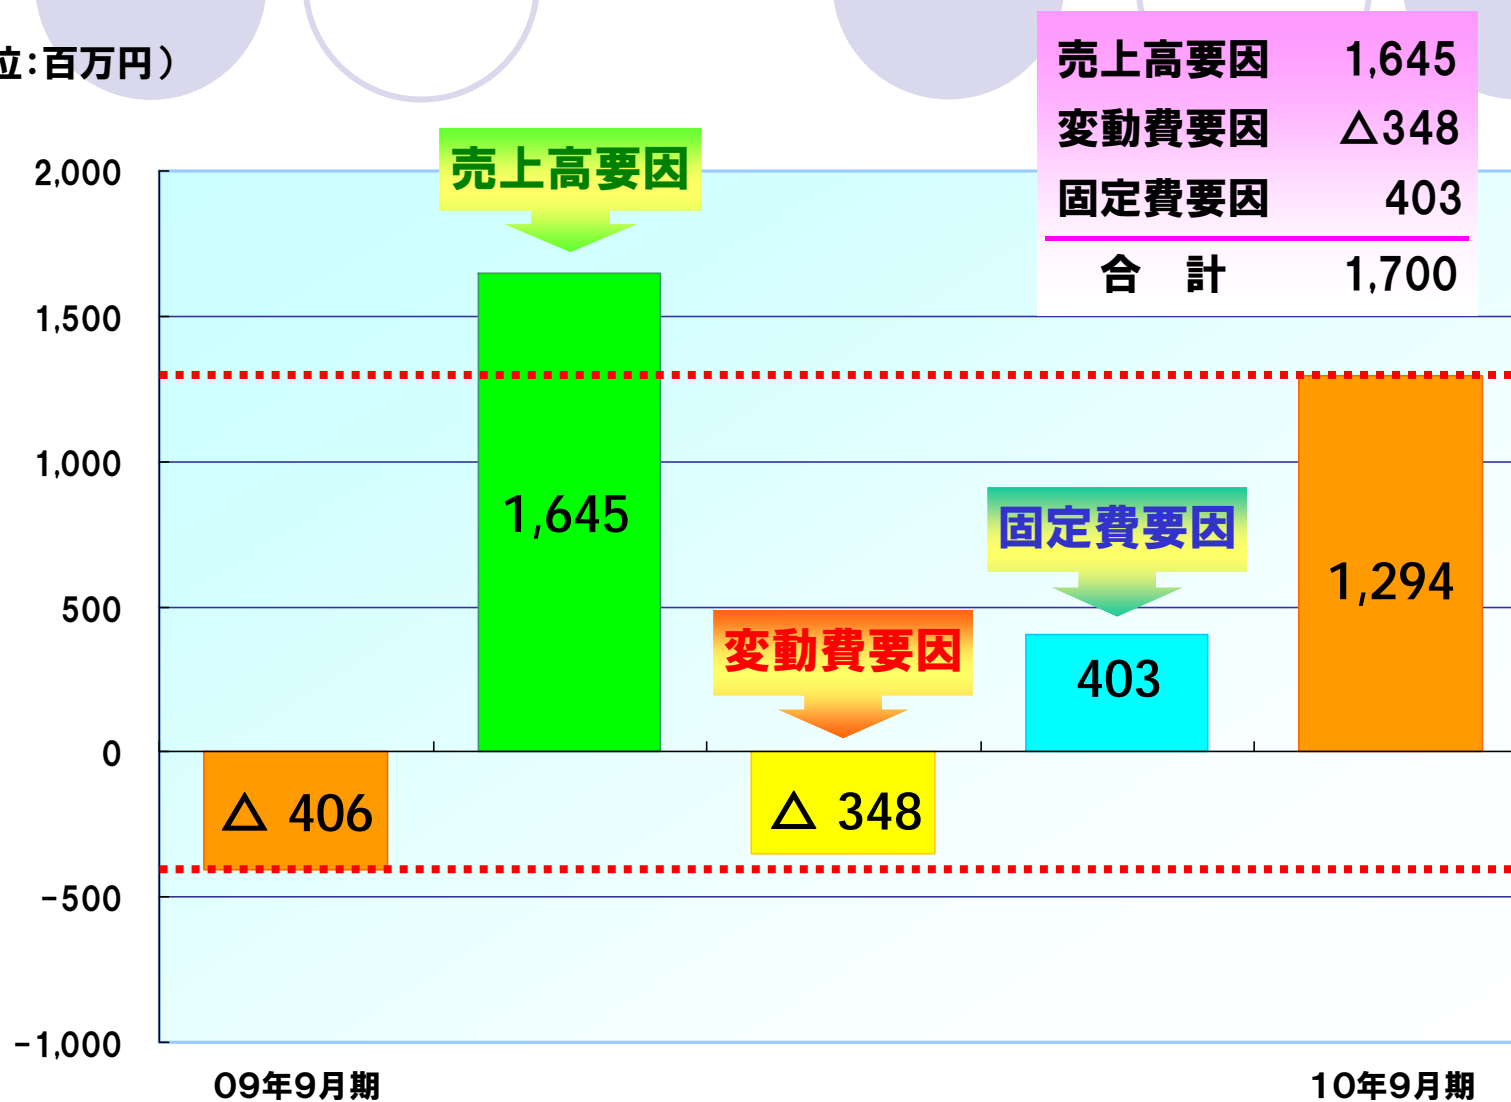 位：百万円）
売上高要因 1,645
変動費要因 △348
固定費要因 403
合　計 1,700
2,000
1,500
1,000
500
0
-500
-1,000
売上高要因
1,645
変動費要因
△ 348
固定費要因
403
1,294
△ 406
09年9月期
10年9月期